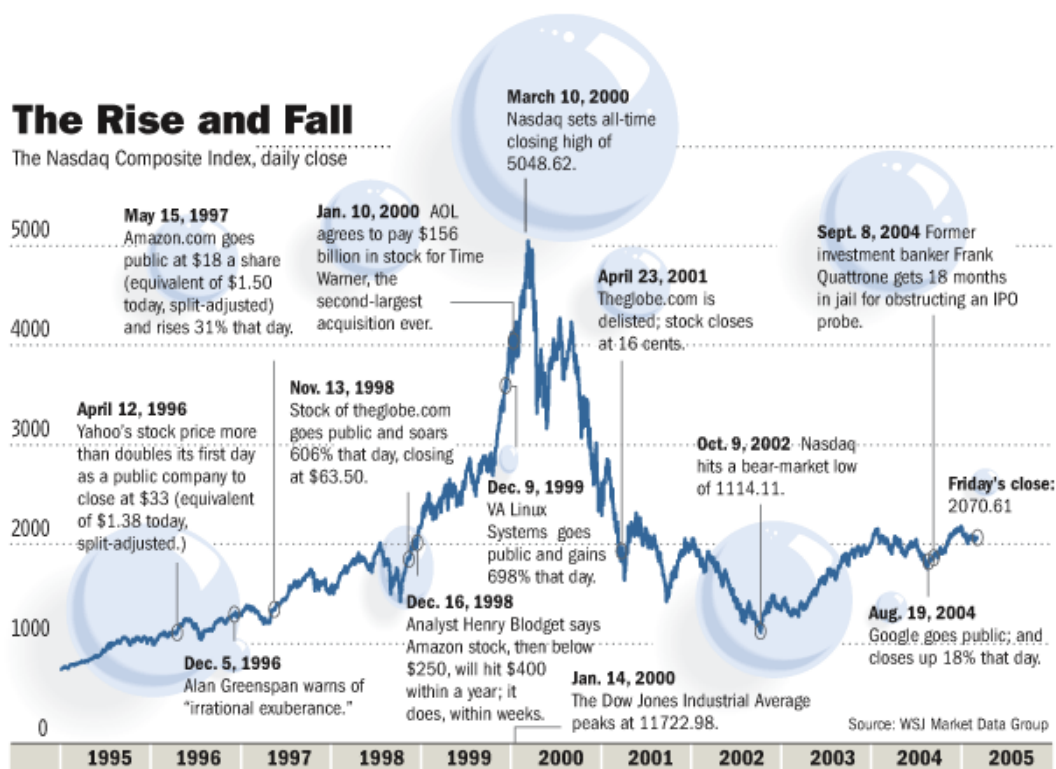 The Rise and Fall
The Nasdaq Composite Index, daily close
March 10, 2000
Nasdaq sets all-time
closing high of
5048.62.
May 15, 1997
Amazon.com goes
public at $18 a share
(equivalent of $1.50
today, split-adjusted)
and rises 31% that day.
Jan. 10, 2000 AOL
agrees to pay $156
billion in stock for Time
Warner, the
second-largest
acquisition ever.
April 23, 2001
Theglobe.com is
delisted; stock closes
at 16 cents.
Sept. 8, 2004 Former
investment banker Frank
Quattrone gets 18 months
in jail for obstructing an IPO
probe.
April 12, 1996
Yahoo's stock price more
than doubles its first day
as a public company to
close at $33 (equivalent
of $1.38 today,
split-adjusted.)
Nov. 13, 1998
Stock of theglobe.com
goes public and soars
606% that day, closing
at $63.50.
Dec. 9, 1999
VA Linux
Systems goes
public and gains
698% that day.
Oct. 9, 2002 Nasdaq
hits a bear-market low
of 1114.11.
Friday's close:
2070.61
Dec. 5, 1996
Alan Greenspan warns of
"irrational exuberance."
Dec. 16, 1998
Analyst Henry Blodget says
Amazon stock, then below
$250, will hit $400
within a year; it
does, within weeks.
Jan. 14, 2000
The Dow Jones Industrial Average
peaks at 11722.98.
Aug. 19, 2004
Google goes public; and
closes up 18% that day.
Source: WSJ Market Data Group
5000
4000
3000
2000
1000
0
1995 1996 1997 1998 1999 2000 2001 2002 2003 2004 2005